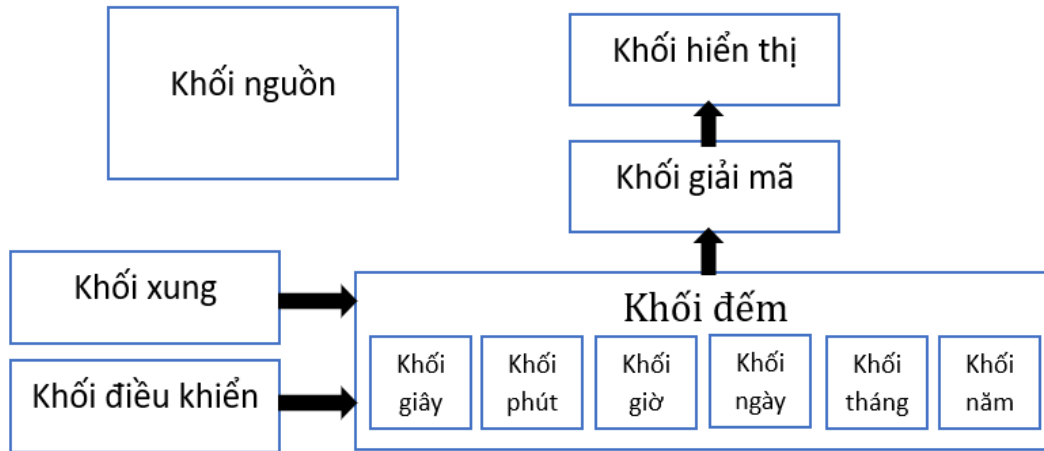 Khối nguồn
Khối hiển thị
Khối giải mã
Khối xung
Khối điều khiển
Khối đếm
Khối
giây
Khối
phút
Khối
giờ
Khối
ngày
Khối
tháng
Khối
năm